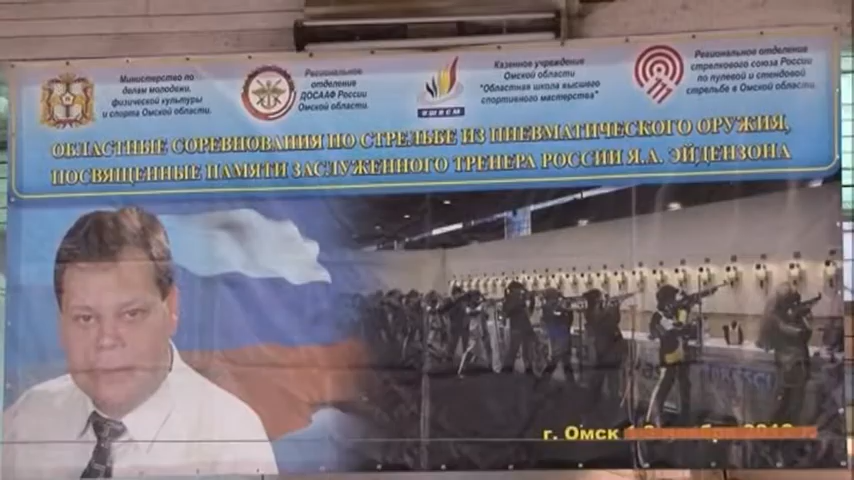 Министерство по
делам молодежи,
физической культуры
и спорта Омской области.
Региональное
отделение
ДОСААФ России
Омской области.
ОШВСМ
Казенное учреждение
Омской области
"Областная школа высшего
спортивного мастерства"
Региональное отделение
стрелкового союза России
по пулевой и стендовой
стрельбе в Омской области.
ОБЛАСТНЫЕ СОРЕВНОВАНИЯ ПО СТРЕЛЬБЕ ИЗ ПНЕВМАТИЧЕСКОГО ОРУЖИЯ,
ПОСВЯЩЕННЫЕ ПАМЯТИ ЗАСЛУЖЕННОГО ТРЕНЕРА РОССИИ Я.А. ЭЙДЕНЗОНА
г. Омск